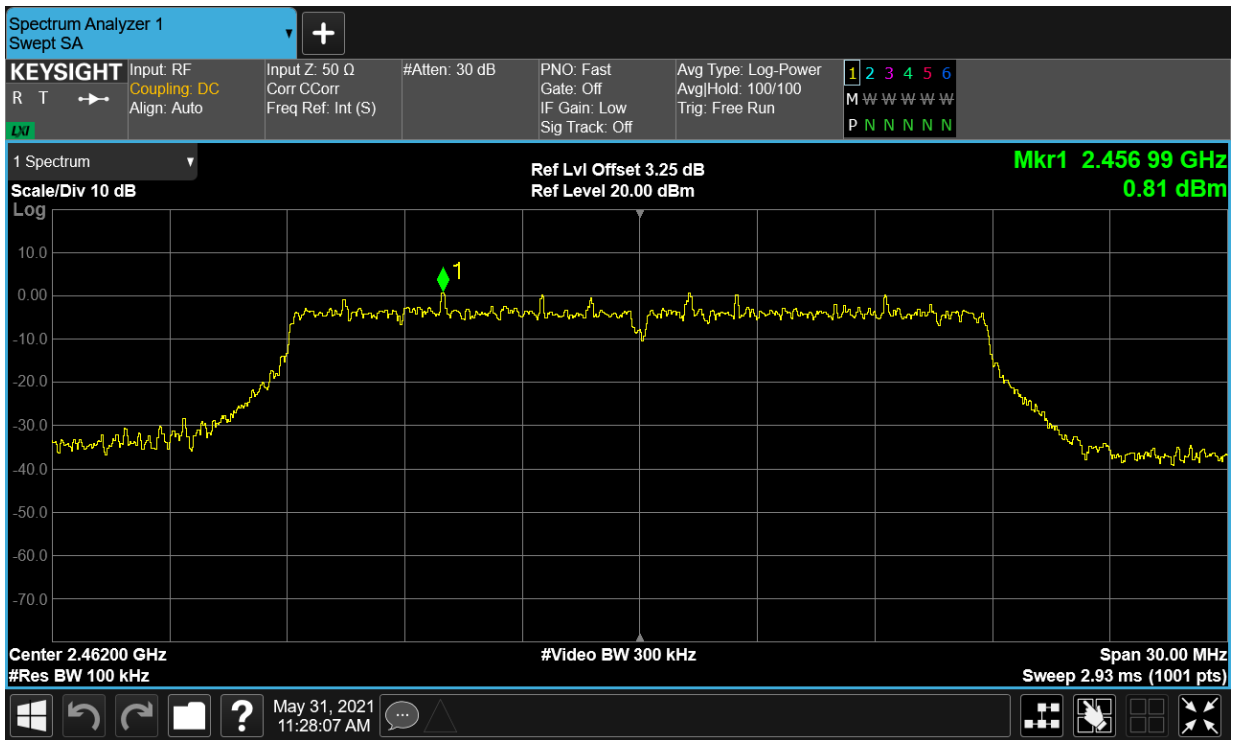 Spectrum Analyzer 1
Swept SA
+
KEYSIGHT
R T
LXI
Input: RF
Coupling: DC
Align: Auto
Input Z: 50 Ω
Corr CCorr
Freq Ref: Int (S)
#Atten: 30 dB
PNO: Fast
Gate: Off
IF Gain: Low
Sig Track: Off
Avg Type: Log-Power
Avg|Hold: 100/100
Trig: Free Run
1 2 3 4 5 6
M W W W W W
P N N N N N
1 Spectrum
Scale/Div 10 dB
Log
Ref Lvl Offset 3.25 dB
Ref Level 20.00 dBm
Mkr1 2.456 99 GHz
0.81 dBm
10.0
0.00
-10.0
-20.0
-30.0
-40.0
-50.0
-60.0
-70.0
1
Center 2.46200 GHz
#Res BW 100 kHz
#Video BW 300 kHz
Span 30.00 MHz
Sweep 2.93 ms (1001 pts)
?
May 31, 2021
11:28:07 AM